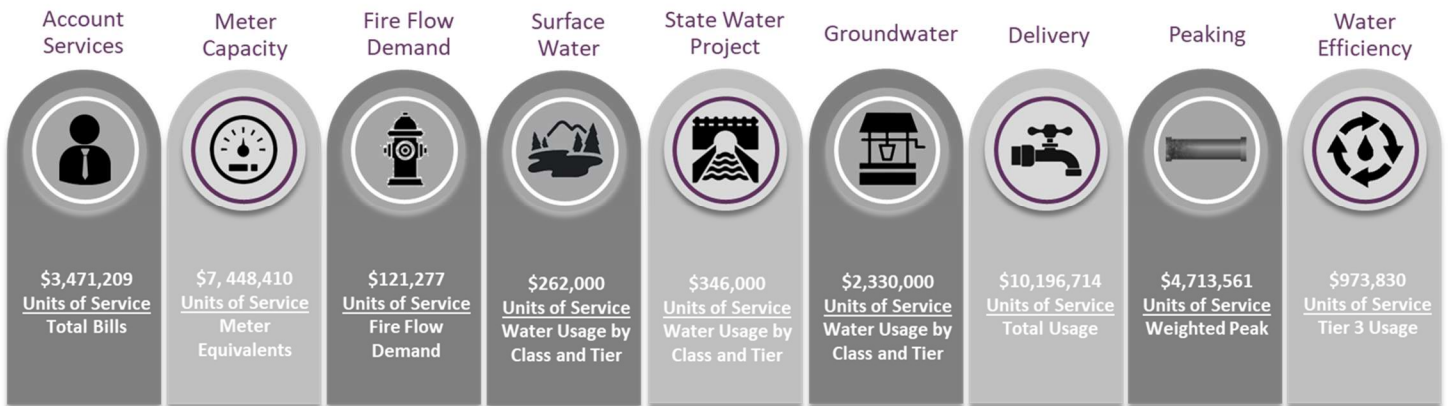 Account
Services
Meter
Capacity
Fire Flow
Demand
Surface
Water
State Water
Project
Groundwater
Delivery
Peaking
Water
Efficiency
$3,471,209
Units of Service
Total Bills
$7, 448,410
Units of Service
Meter
Equivalents
$121,277
Units of Service
Fire Flow
Demand
$262,000
Units of Service
Water Usage by
Class and Tier
$346,000
Units of Service
Water Usage by
Class and Tier
$2,330,000
Units of Service
Water Usage by
Class and Tier
$10,196,714
Units of Service
Total Usage
$4,713,561
Units of Service
Weighted Peak
$973,830
Units of Service
Tier 3 Usage